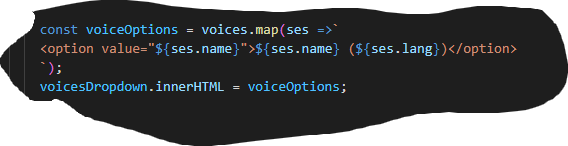 const voiceOptions = voices.map(ses =>`
<option value="${ses.name}">${ses.name} (${ses.lang})</option>
`);
voicesDropdown.innerHTML = voiceOptions;